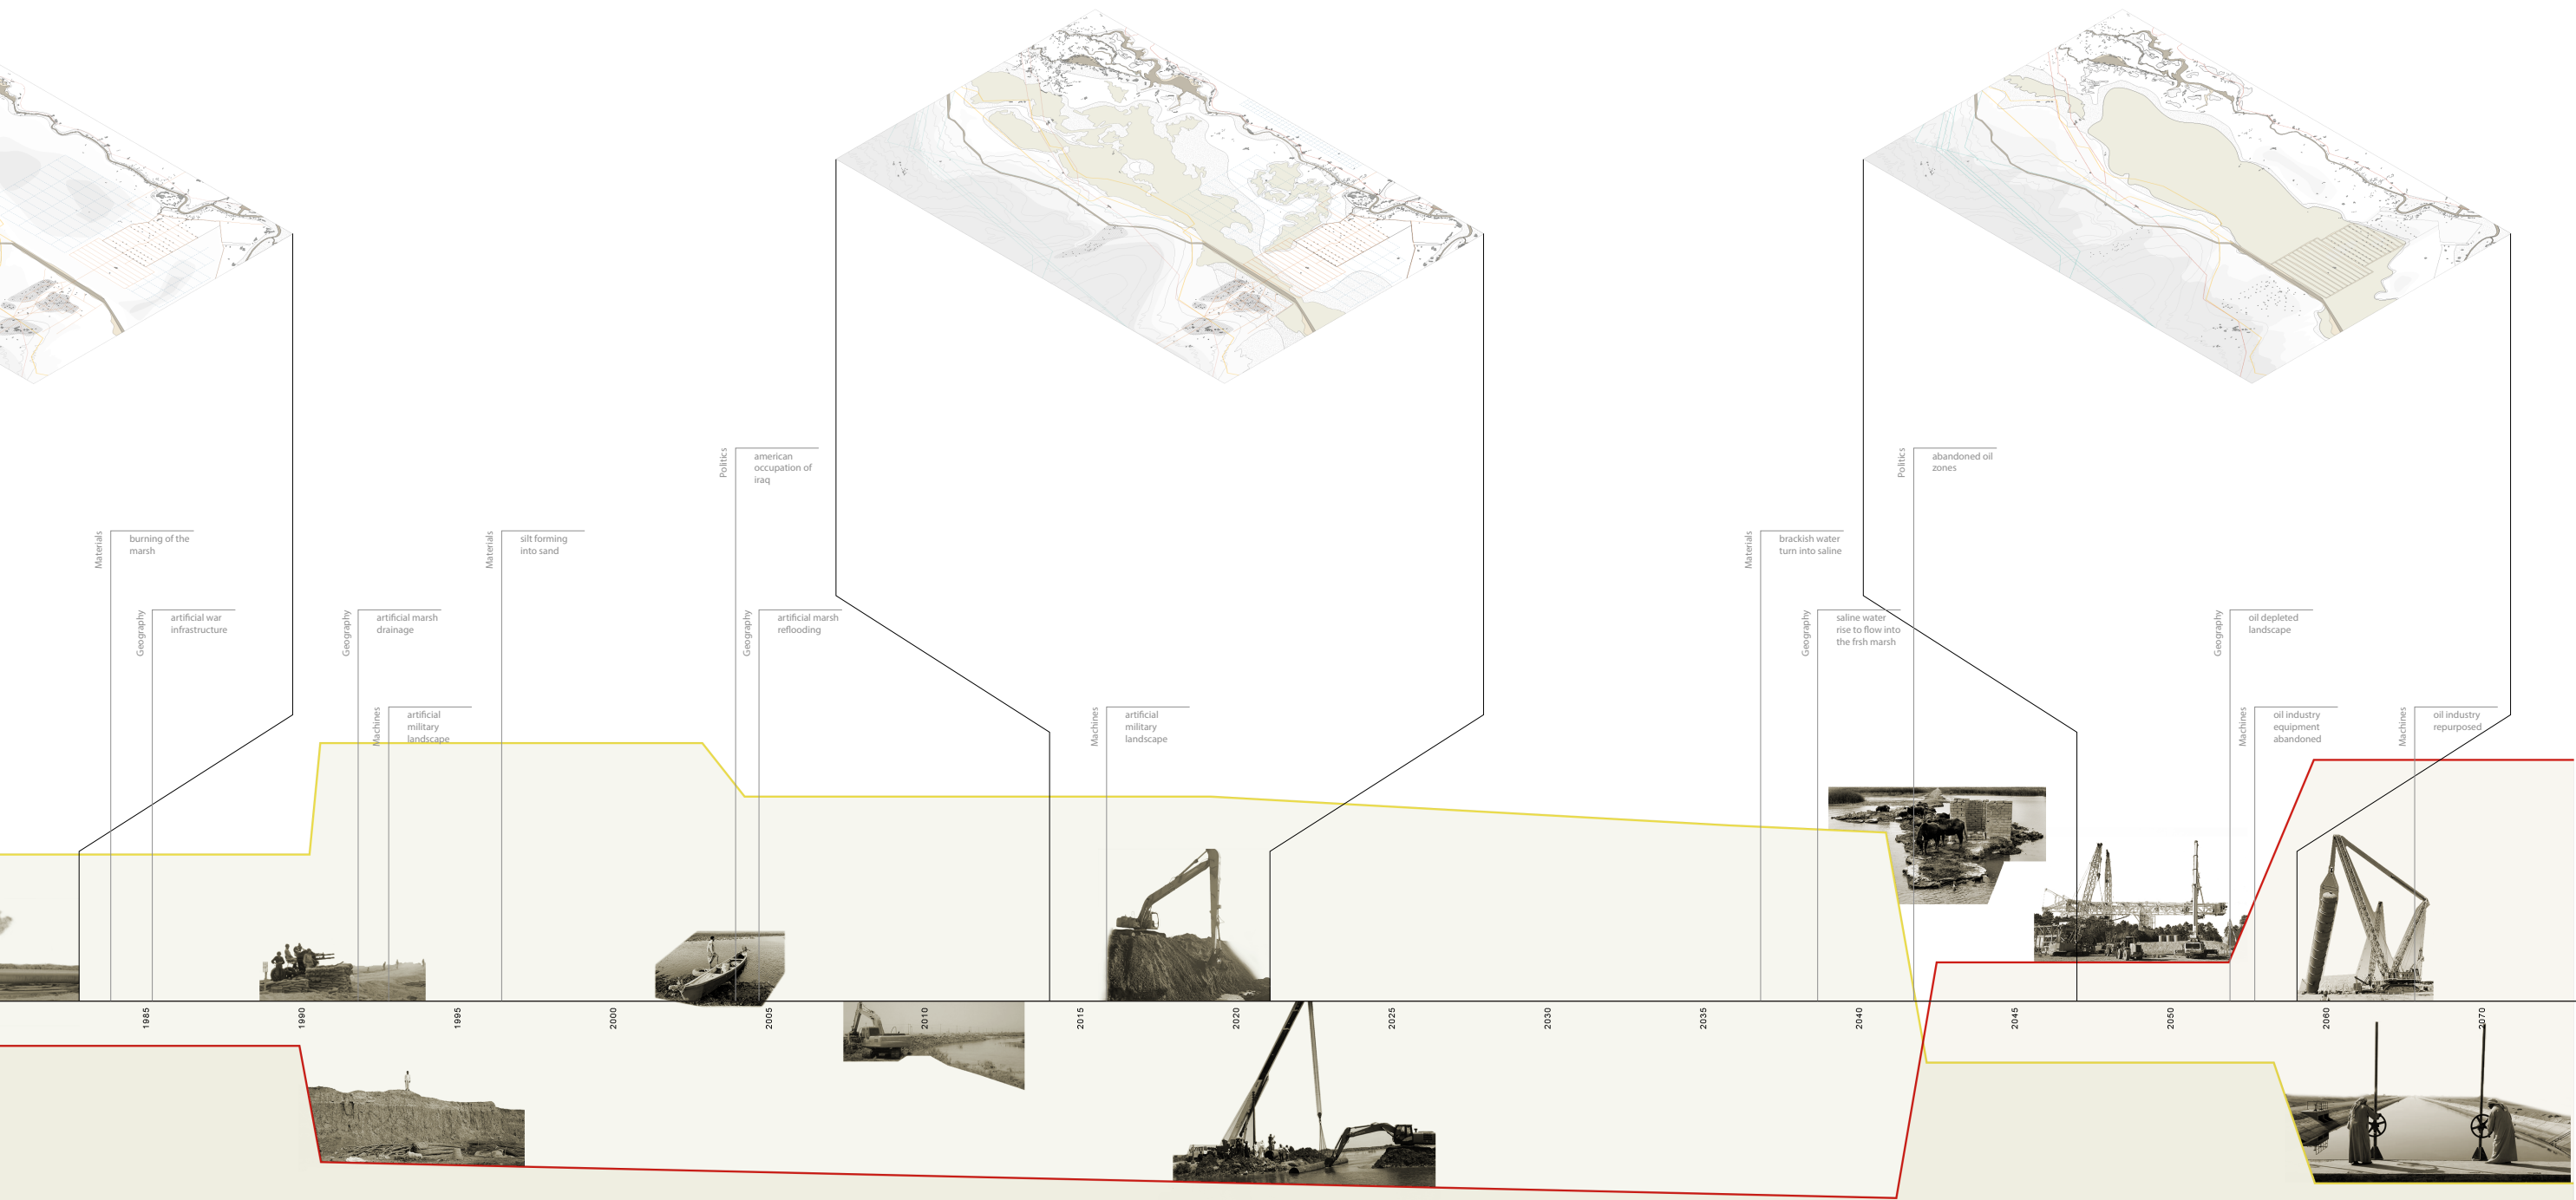 Politics
american
occupation of
iraq
Politics
abandoned oil
zones
Materials
burning of the
marsh
Materials
silt forming
into sand
Materials
brackish water
turn into saline
Geography
artificial war
infrastructure
Geography
artificial marsh
drainage
Geography
artificial marsh
reflooding
Geography
saline water
rise to flow into
the frsh marsh
Geography
oil depleted
landscape
Machines
artificial
military
landscape
Machines
artificial
military
landscape
Machines
oil industry
equipment
abandoned
Machines
oil industry
repurposed
1985
1990
1995
2000
2005
2010
2015
2020
2025
2030
2035
2040
2045
2050
2060
2070